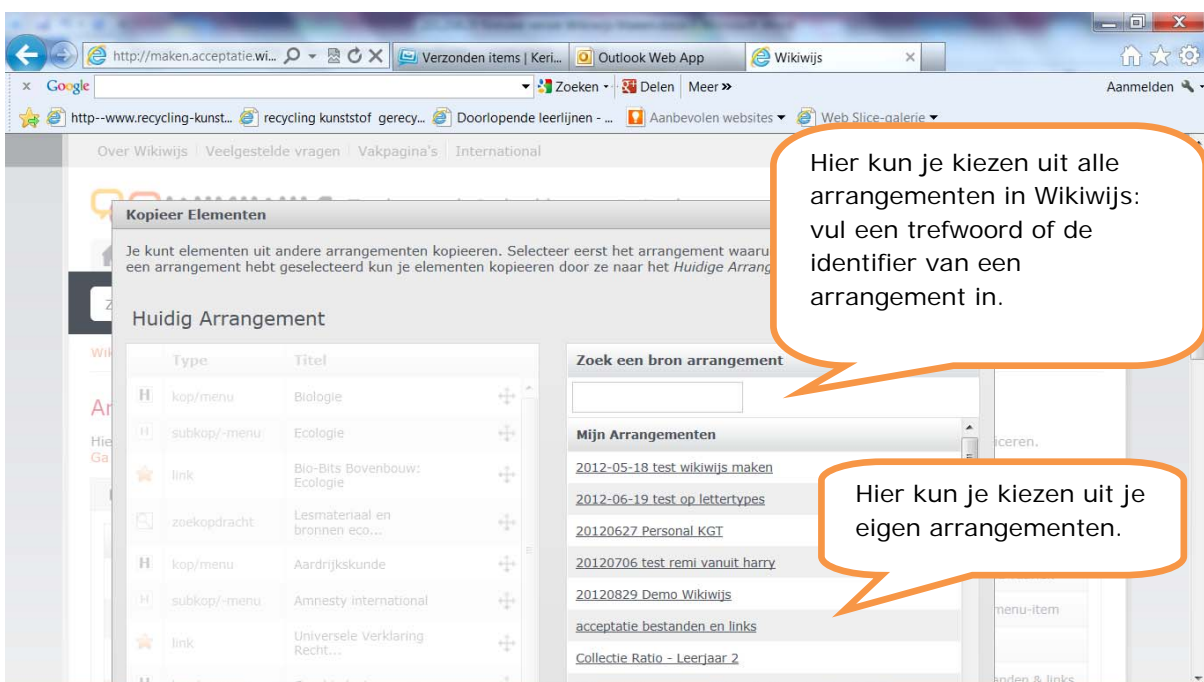 http://maken.acceptatie.wi...
Verzonden items | Keri...
Outlook Web App
Wikiwijs
Google
Zoeken
Delen
Meer »
Aanmelden
http--www.recycling-kunst...
recycling kunststof gerecy...
Doorlopende leerlijnen - ...
Aanbevolen websites
Web Slice-galerie
Over Wikiwijs
Veelgestelde vragen
Vakpagina's
International
Hier kun je kiezen uit alle
arrangementen in Wikiwijs:
vul een trefwoord of de
identifier van een
arrangement in.
Kopieer Elementen
Je kunt elementen uit andere arrangementen kopieeren. Selecteer eerst het arrangement waaru
een arrangement hebt geselecteerd kun je elementen kopieeren door ze naar het Huidige Arrang
Huidig Arrangement
Type Titel
H kop/menu Biologie
H subkop/-menu Ecologie
link Bio-Bits Bovenbouw:
Ecologie
zoekopdracht Lesmateriaal en
bronnen eco...
H kop/menu Aardrijkskunde
H subkop/-menu Amnesty international
link Universele Verklaring
Recht...
Zoek een bron arrangement
Mijn Arrangementen
2012-05-18 test wikiwijs maken
2012-06-19 test op lettertypes
20120627 Personal KGT
20120706 test remi vanuit harry
20120829 Demo Wikiwijs
acceptatie bestanden en links
Collectie Ratio - Leerjaar 2
Hier kun je kiezen uit je
eigen arrangementen.
iceren.
menu-item
anden & links
Wik
Ar
Hie
Ga